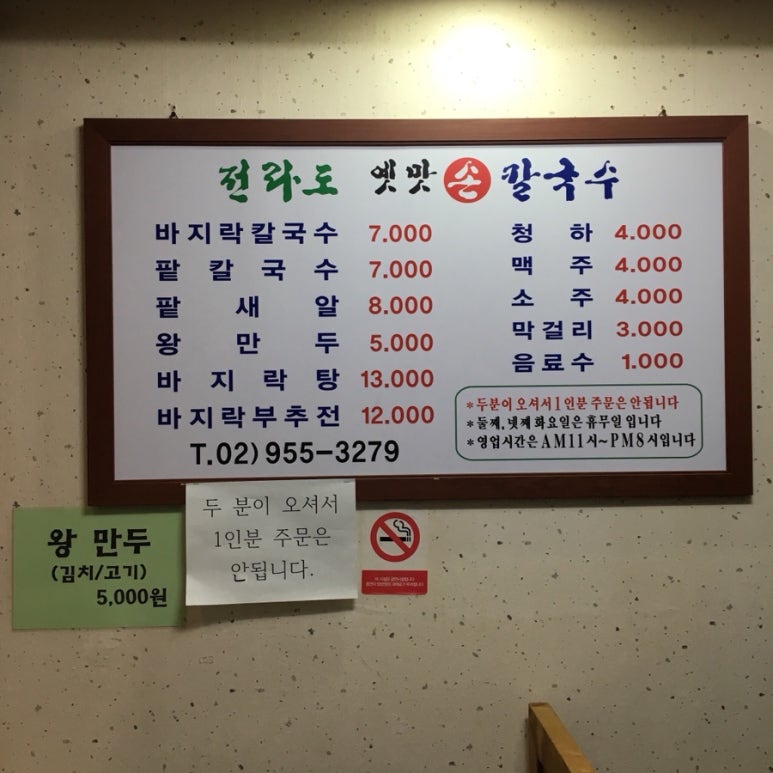 전라도 옛맛 손 칼국수
바지락칼국수 7.000
팥칼국수 7.000
팥새알 8.000
왕만두 5.000
바지락탕 13.000
바지락부추전 12.000
T.02) 955-3279
청하 4.000
맥주 4.000
소주 4.000
막걸리 3.000
음료수 1.000
*두분이 오셔서 1인분 주문은 안됩니다
*둘째, 넷째 화요일은 휴무일 입니다
*영업시간은 AM11시~PM8시입니다
왕 만두
(김치/고기)
5,000원
두 분이 오셔서
1인분 주문은
안됩니다.